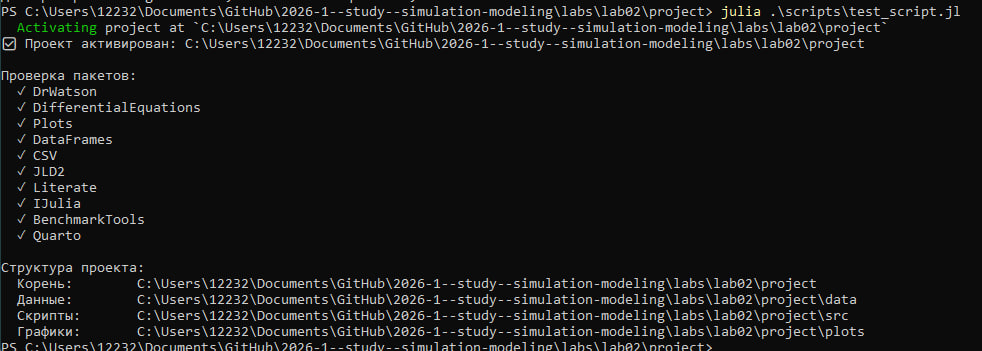 PS C:\Users\12232\Documents\GitHub\2026-1--study--simulation-modeling\labs\lab02\project> julia .\scripts\test_script.jl
Activating project at `C:\Users\12232\Documents\GitHub\2026-1--study--simulation-modeling\labs\lab02\project`
☑ Проект активирован: C:\Users\12232\Documents\GitHub\2026-1--study--simulation-modeling\labs\lab02\project
Проверка пакетов:
✓ DrWatson
✓ DifferentialEquations
✓ Plots
✓ DataFrames
✓ CSV
✓ JLD2
✓ Literate
✓ IJulia
✓ BenchmarkTools
✓ Quarto
Структура проекта:
Корень: C:\Users\12232\Documents\GitHub\2026-1--study--simulation-modeling\labs\lab02\project
Данные: C:\Users\12232\Documents\GitHub\2026-1--study--simulation-modeling\labs\lab02\project\data
Скрипты: C:\Users\12232\Documents\GitHub\2026-1--study--simulation-modeling\labs\lab02\project\src
Графики: C:\Users\12232\Documents\GitHub\2026-1--study--simulation-modeling\labs\lab02\project\plots
PS C:\Users\12232\Documents\GitHub\2026-1--study--simulation-modeling\labs\lab02\project>